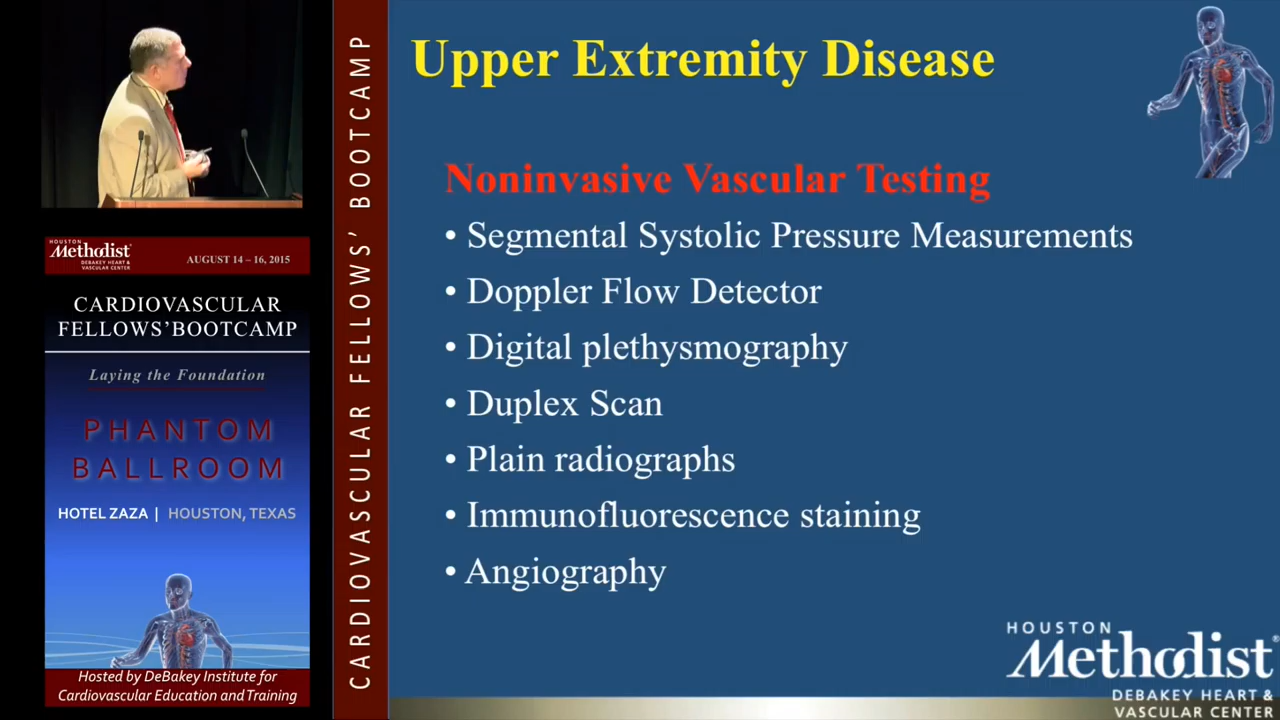 HOUSTON
Methodist
DEBAKEY HEART &
VASCULAR CENTER
AUGUST 14 – 16, 2015
CARDIOVASCULAR
FELLOWS’BOOTCAMP
Laying the Foundation
PHANTOM
BALLROOM
HOTEL ZAZA | HOUSTON, TEXAS
Hosted by DeBakey Institute for
Cardiovascular Education and Training
CARDIOVASCULAR FELLOWS’ BOOTCAMP
Upper Extremity Disease
Noninvasive Vascular Testing
• Segmental Systolic Pressure Measurements
• Doppler Flow Detector
• Digital plethysmography
• Duplex Scan
• Plain radiographs
• Immunofluorescence staining
• Angiography
HOUSTON
Methodist®
DEBAKEY HEART &
VASCULAR CENTER